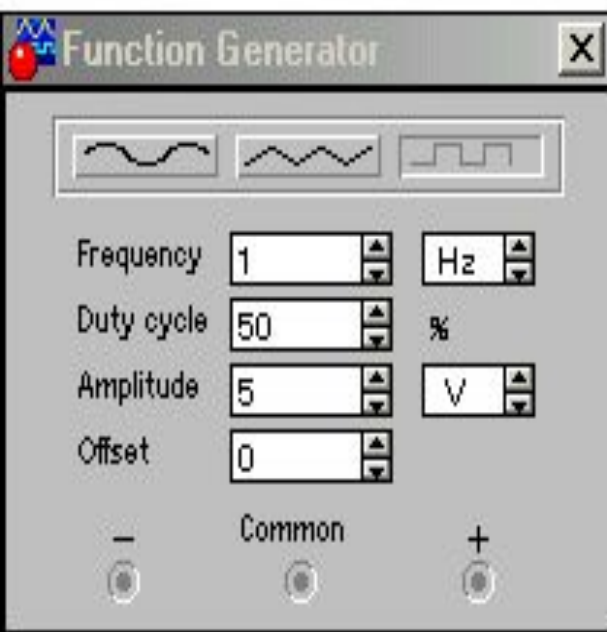 Function Generator X
Frequency 1 Hz
Duty cycle 50 %
Amplitude 5 V
Offset 0
− Common +